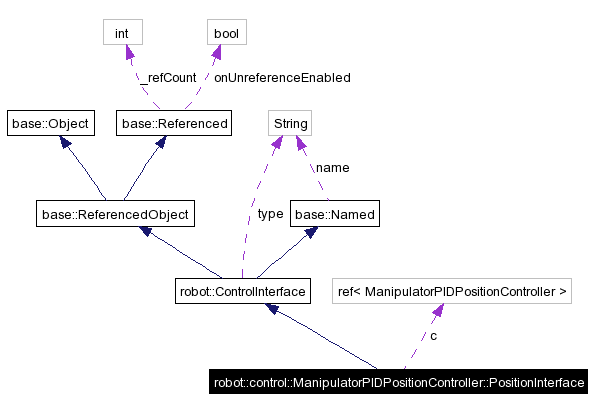 int
bool
_refCount
onUnreferenceEnabled
base::Object
base::Referenced
String
name
base::ReferencedObject
type
base::Named
robot::ControlInterface
ref< ManipulatorPIDPositionController >
c
robot::control::ManipulatorPIDPositionController::PositionInterface